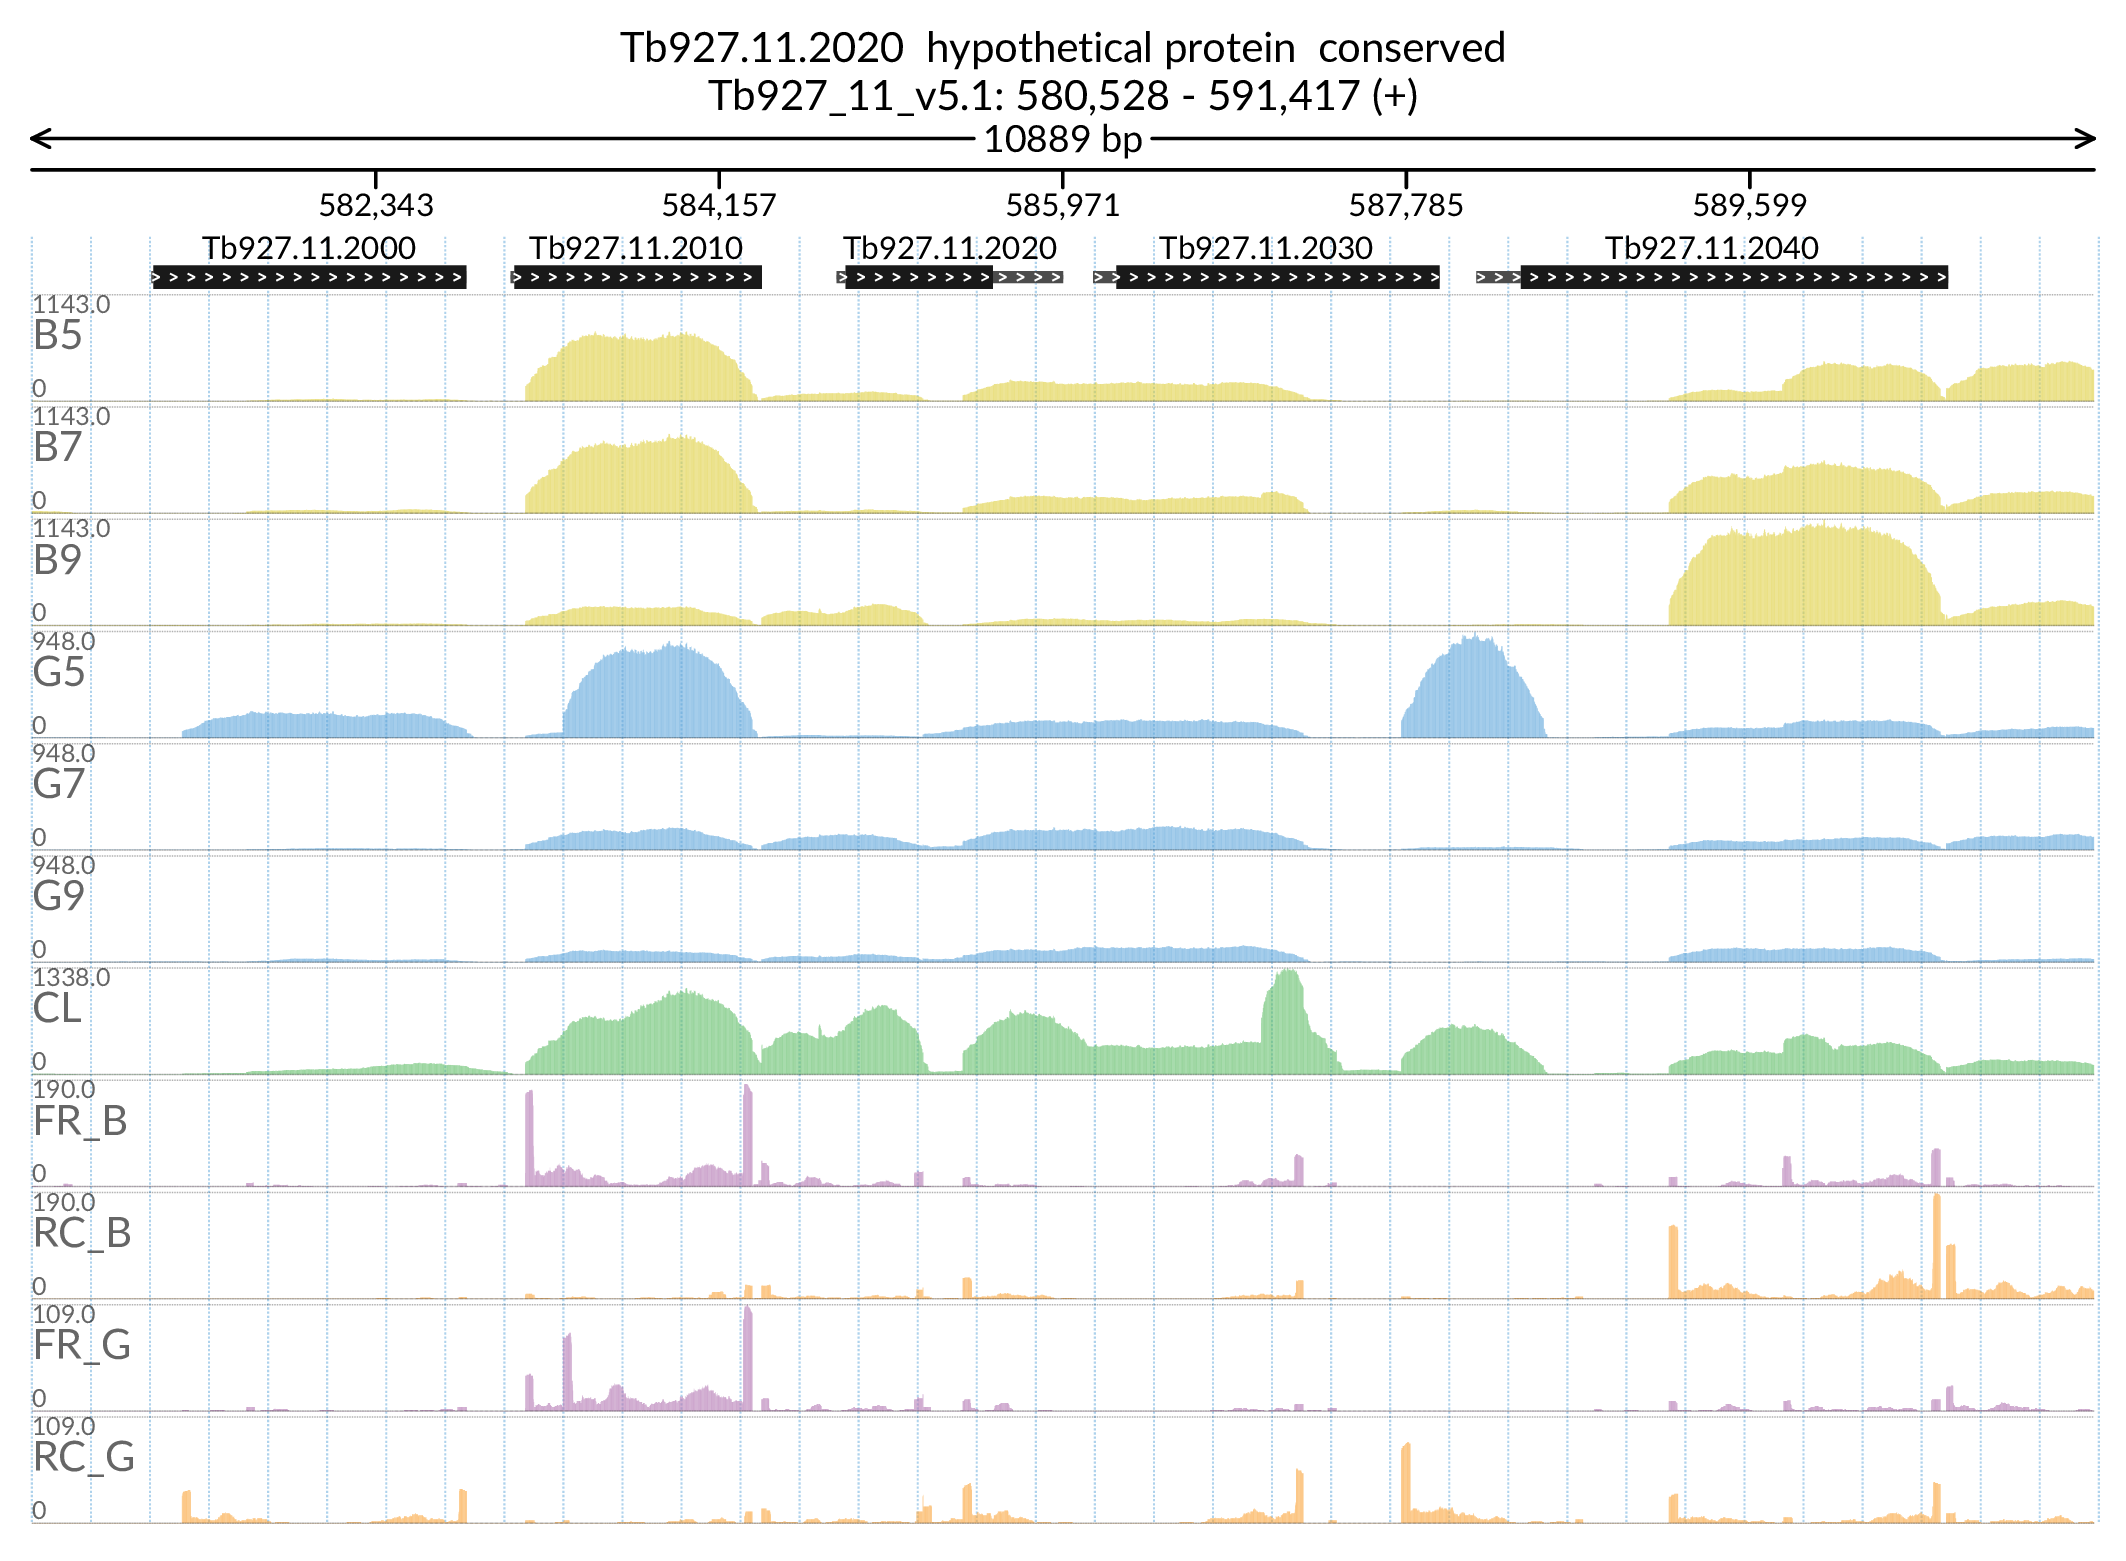 Tb927.11.2020  hypothetical protein  conserved
Tb927_11_v5.1: 580,528 - 591,417 (+)
10889 bp
582,343 584,157 585,971 587,785 589,599
Tb927.11.2000 Tb927.11.2010 Tb927.11.2020 Tb927.11.2030 Tb927.11.2040
1143.0
B5
0
1143.0
B7
0
1143.0
B9
0
948.0
G5
0
948.0
G7
0
948.0
G9
0
1338.0
CL
0
190.0
FR_B
0
190.0
RC_B
0
109.0
FR_G
0
109.0
RC_G
0